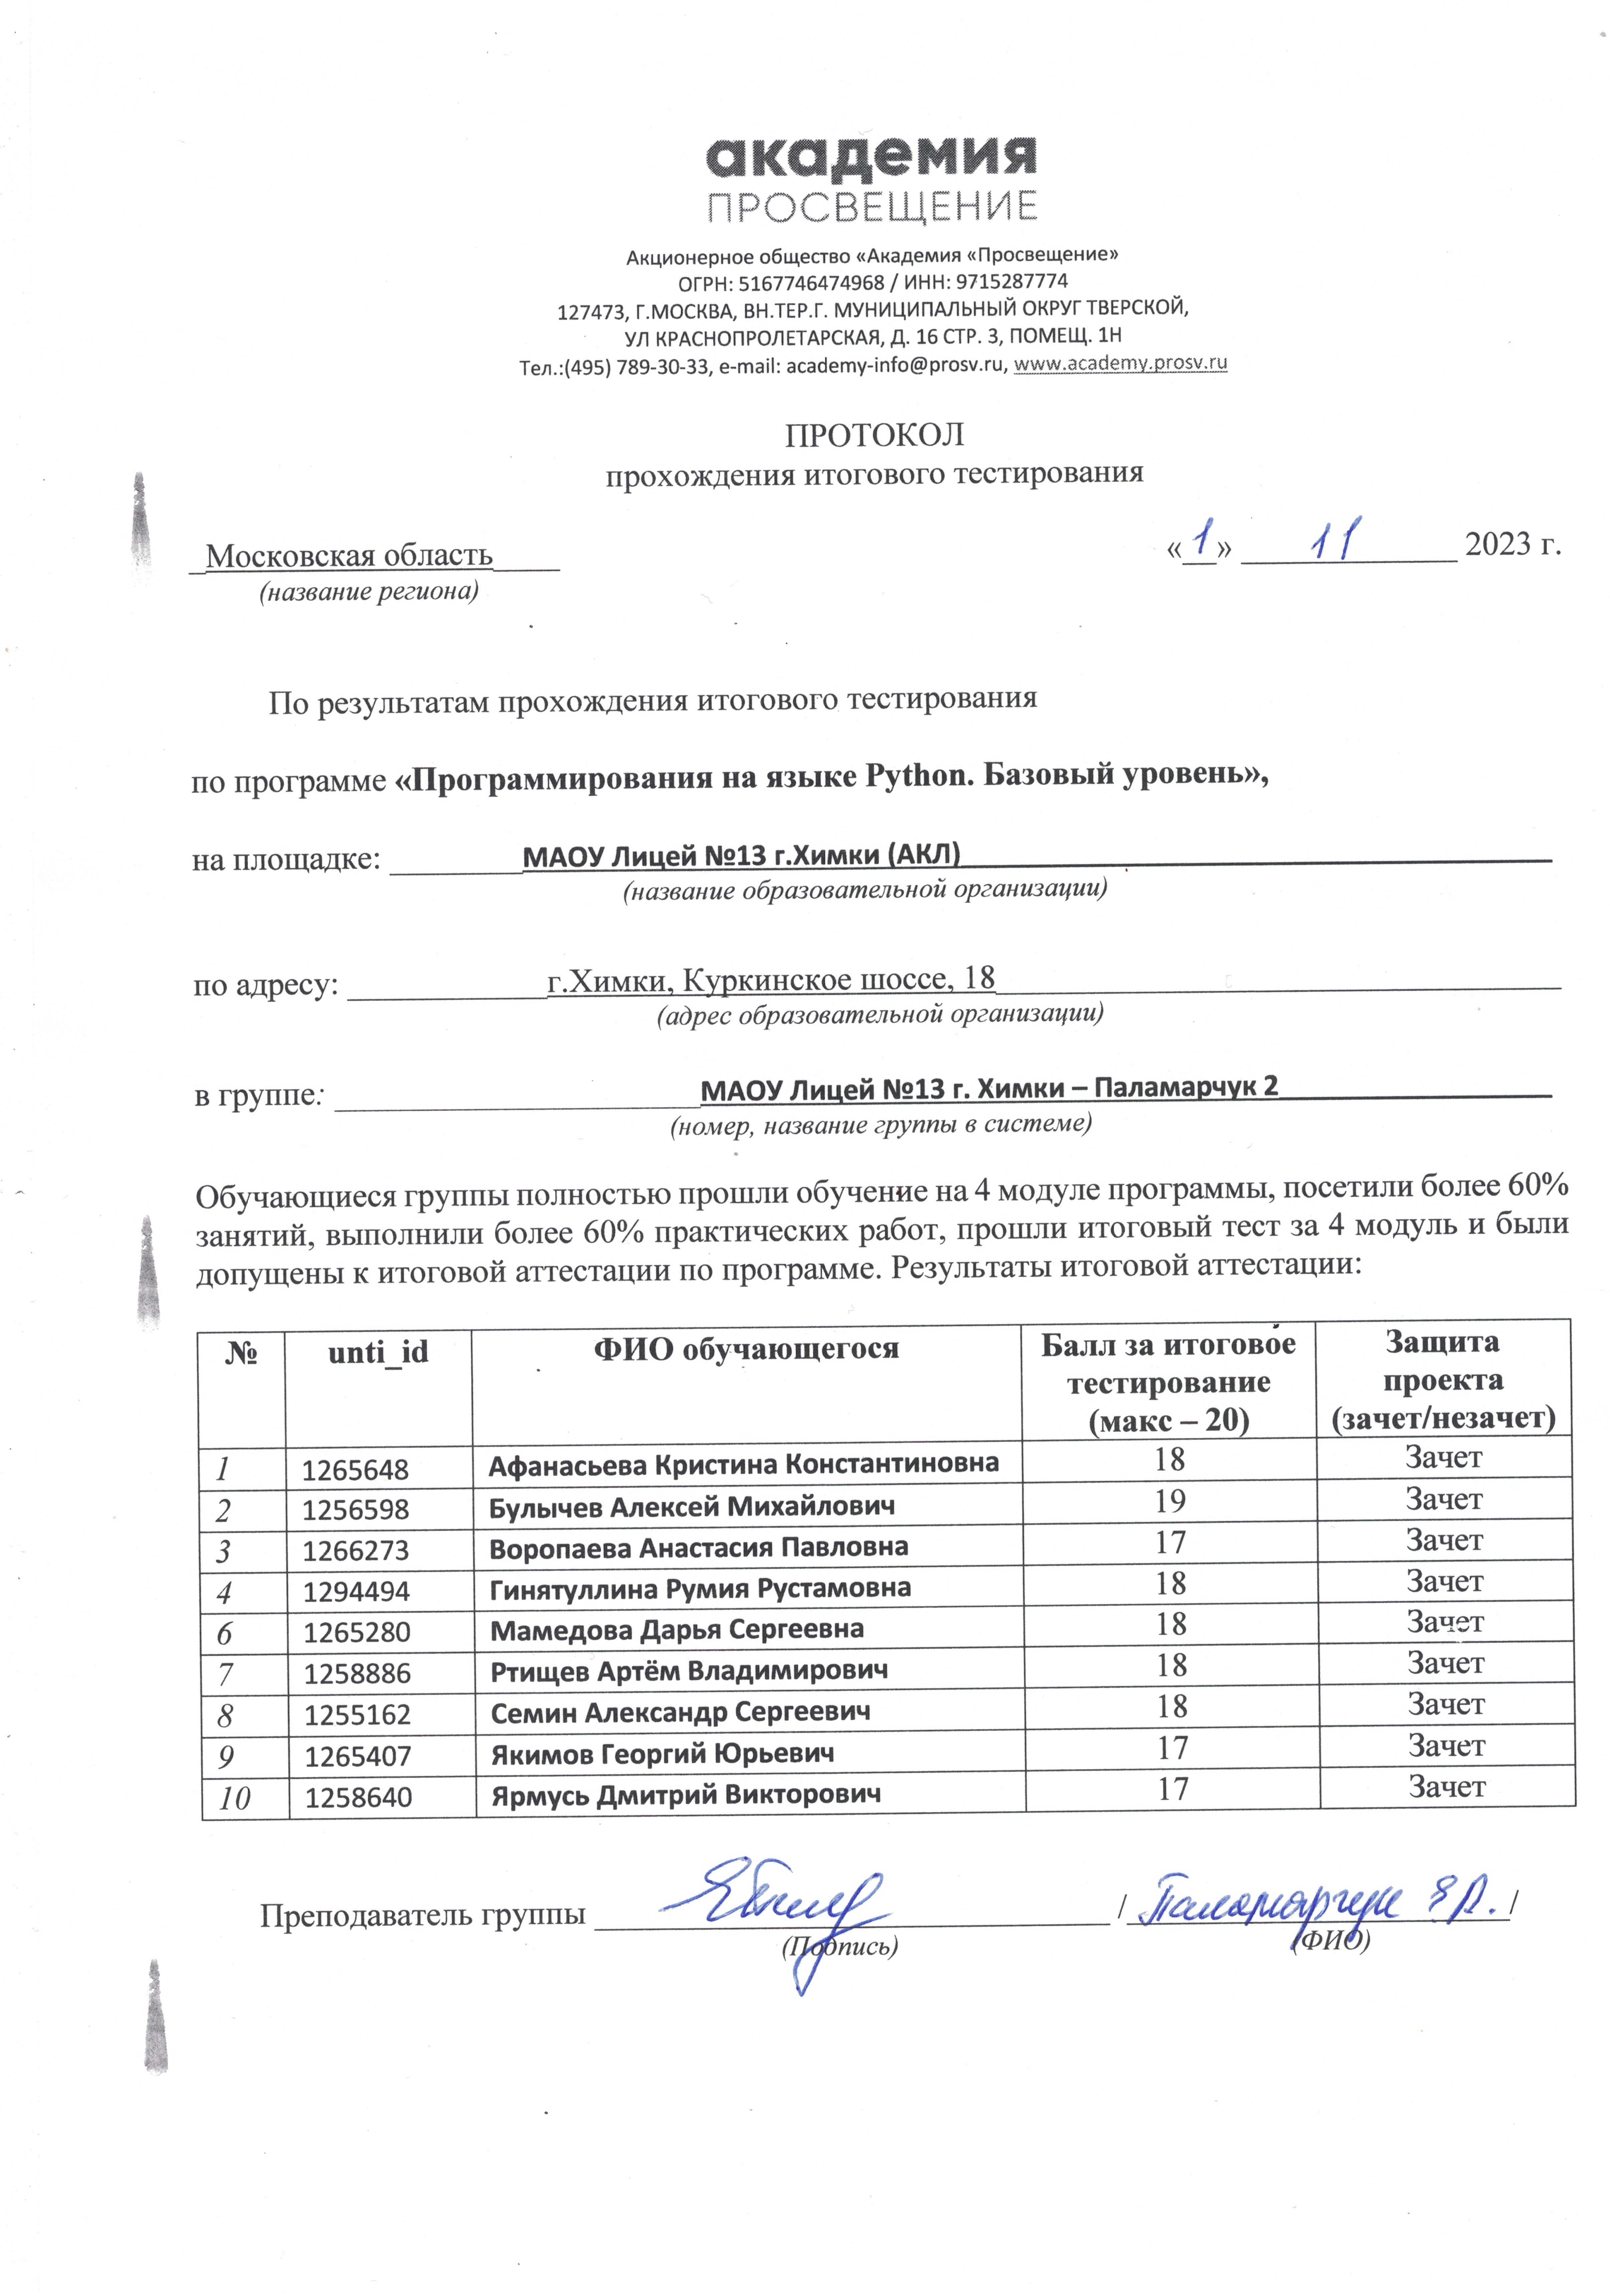 академия
ПРОСВЕЩЕНИЕ
Акционерное общество «Академия «Просвещение»
ОГРН: 5167746474968 / ИНН: 9715287774
127473, Г.МОСКВА, ВН.ТЕР.Г. МУНИЦИПАЛЬНЫЙ ОКРУГ ТВЕРСКОЙ,
УЛ КРАСНОПРОЛЕТАРСКАЯ, Д. 16 СТР. 3, ПОМЕЩ. 1Н
Тел.:(495) 789-30-33, e-mail: academy-info@prosv.ru, www.academy.prosv.ru
ПРОТОКОЛ
прохождения итогового тестирования
_Московская область____ «1» 11 2023 г.
(название региона)
По результатам прохождения итогового тестирования
по программе «Программирования на языке Python. Базовый уровень»,
на площадке: ________МАОУ Лицей №13 г.Химки (АКЛ)________
(название образовательной организации)
по адресу: ____________г.Химки, Куркинское шоссе, 18____________
(адрес образовательной организации)
в группе: ____________МАОУ Лицей №13 г. Химки – Паламарчук 2____________
(номер, название группы в системе)
Обучающиеся группы полностью прошли обучение на 4 модуле программы, посетили более 60%
занятий, выполнили более 60% практических работ, прошли итоговый тест за 4 модуль и были
допущены к итоговой аттестации по программе. Результаты итоговой аттестации:
№ unti_id ФИО обучающегося Балл за итоговое тестирование (макс – 20) Защита проекта (зачет/незачет)
1 1265648 Афанасьева Кристина Константиновна 18 Зачет
2 1256598 Булычев Алексей Михайлович 19 Зачет
3 1266273 Воропаева Анастасия Павловна 17 Зачет
4 1294494 Гинятуллина Румия Рустамовна 18 Зачет
6 1265280 Мамедова Дарья Сергеевна 18 Зачет
7 1258886 Ртищев Артём Владимирович 18 Зачет
8 1255162 Семин Александр Сергеевич 18 Зачет
9 1265407 Якимов Георгий Юрьевич 17 Зачет
10 1258640 Ярмусь Дмитрий Викторович 17 Зачет
Преподаватель группы ____________ / Паламарчук /
(Подпись) (ФИО)